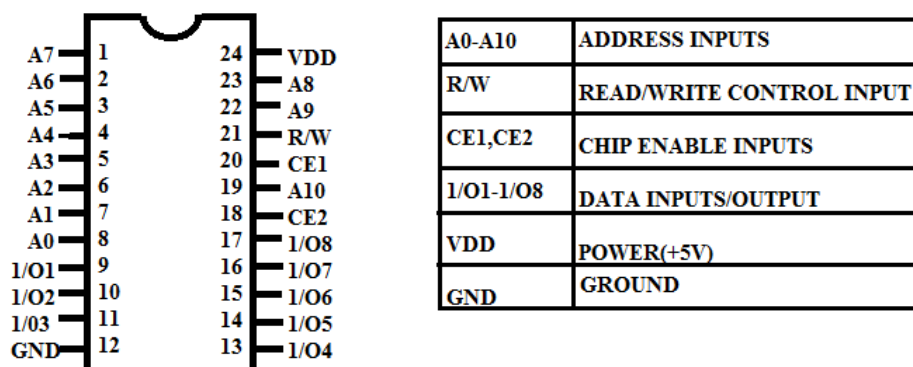 A7 1 24 VDD
A6 2 23 A8
A5 3 22 A9
A4 4 21 R/W
A3 5 20 CE1
A2 6 19 A10
A1 7 18 CE2
A0 8 17 1/O8
1/O1 9 16 1/O7
1/O2 10 15 1/O6
1/03 11 14 1/O5
GND 12 13 1/O4
A0-A10 ADDRESS INPUTS
R/W READ/WRITE CONTROL INPUT
CE1,CE2 CHIP ENABLE INPUTS
1/O1-1/O8 DATA INPUTS/OUTPUT
VDD POWER(+5V)
GND GROUND